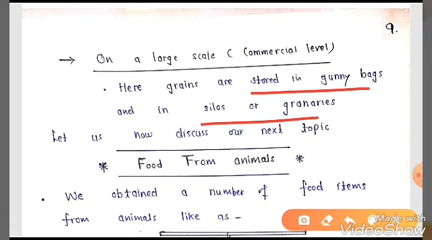 9.
→ On a large scale ( Commercial level)
• Here grains are stored in gunny bags
and in silos or granaries
Let us now discuss our next topic
* Food From animals *
• We obtained a number of food items
from animals like as –
Made with
VideoShow